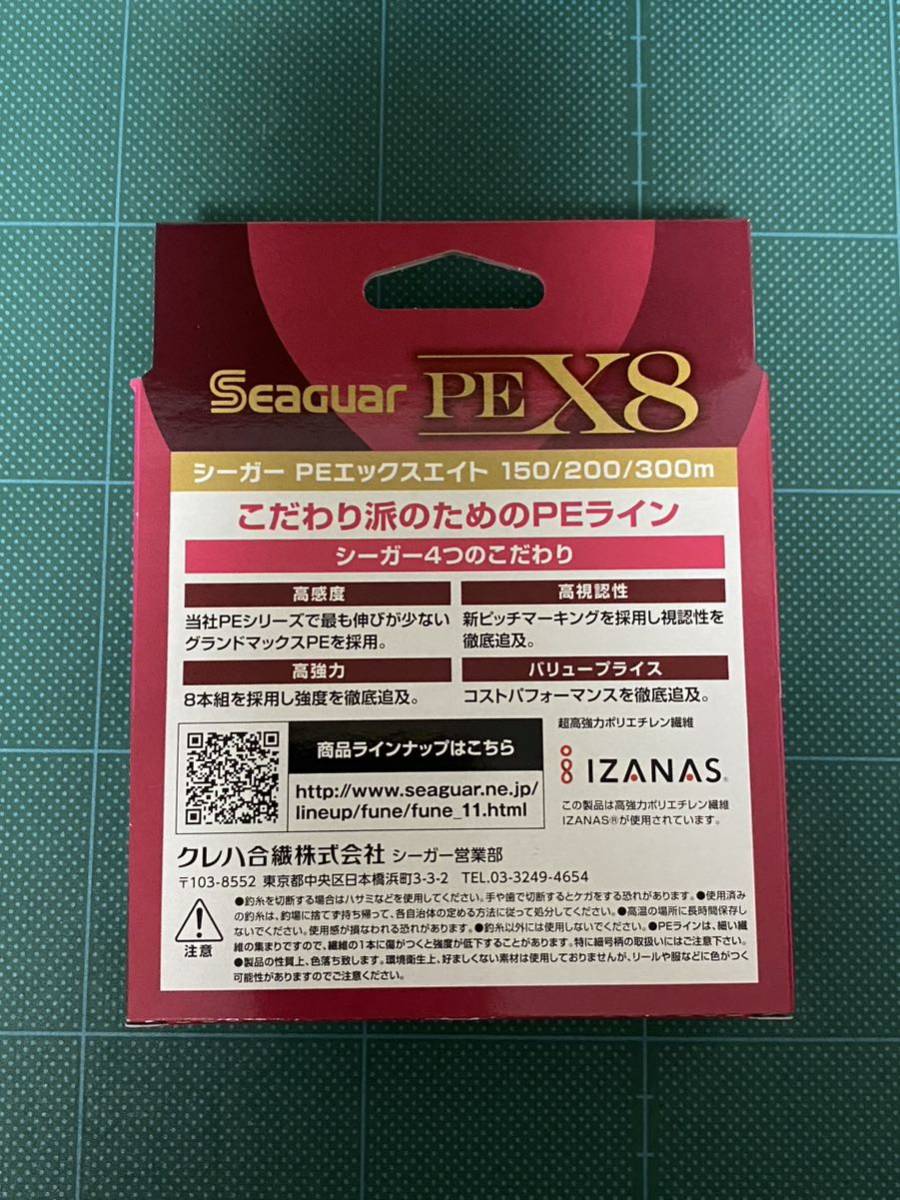 Seaguar PE X8
シーガー PEエックスエイト 150/200/300m
こだわり派のためのPEライン
シーガー4つのこだわり
高感度
当社PEシリーズで最も伸びが少ない
グランドマックスPEを採用。
高視認性
新ピッチマーキングを採用し視認性を
徹底追及。
高強力
8本組を採用し強度を徹底追及。
バリュープライス
コストパフォーマンスを徹底追及。
商品ラインナップはこちら
http://www.seaguar.ne.jp/
lineup/fune/fune_11.html
超高強力ポリエチレン繊維
IZANAS®
この製品は高強力ポリエチレン繊維
IZANAS®が使用されています。
クレハ合繊株式会社 シーガー営業部
〒103-8552 東京都中央区日本橋浜町3-3-2 TEL.03-3249-4654
注意
●釣糸を切断する場合はハサミなどを使用してください。手や歯で切断するとケガをする恐れがあります。●使用済み
の釣糸は、釣場に捨てず持ち帰って、各自治体の定める方法に従って処分してください。●高温の場所に長時間保存し
ないでください。使用感が損なわれる恐れがあります。●釣糸以外には使用しないでください。●PEラインは、細い繊
維の集まりですので、繊維の1本に傷がつくと強度が低下することがあります。特に細号柄の取扱いにはご注意下さい。
●製品の性質上、色落ち致します。環境衛生上、好ましくない素材は使用しておりませんが、リールや服などに色がつく
可能性がありますのでご注意ください。